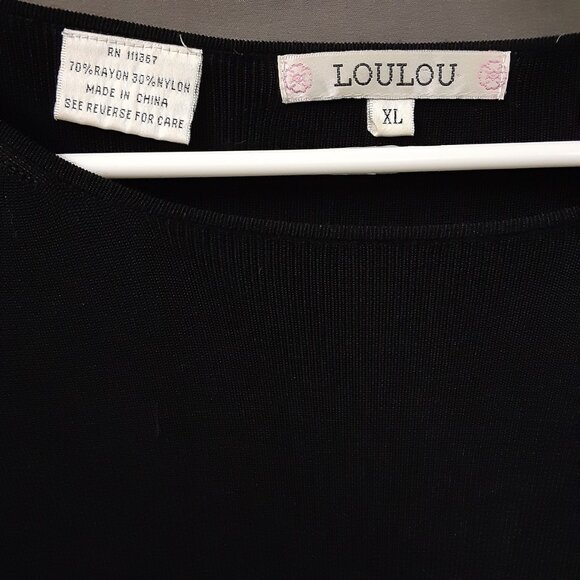 RN 111367
70%RAYON 30%NYLON
MADE IN CHINA
SEE REVERSE FOR CARE
LOULOU
XL